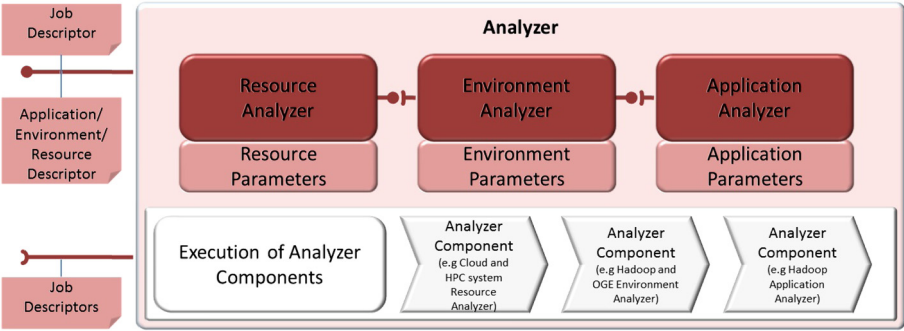 Job
Descriptor
Application/
Environment/
Resource
Descriptor
Job
Descriptors
Analyzer
Resource
Analyzer
Environment
Analyzer
Application
Analyzer
Resource
Parameters
Environment
Parameters
Application
Parameters
Execution of Analyzer
Components
Analyzer
Component
(e.g Cloud and
HPC system
Resource
Analyzer)
Analyzer
Component
(e.g Hadoop and
OGE Environment
Analyzer)
Analyzer
Component
(e.g Hadoop
Application
Analyzer)